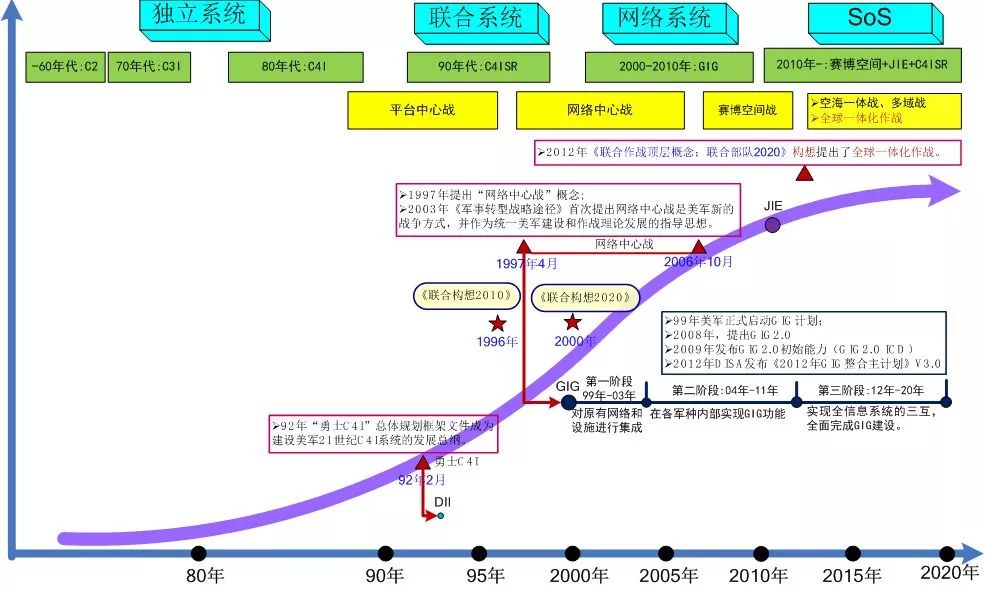 独立系统
联合系统
网络系统
SoS
-60年代:C2
70年代:C3I
80年代:C4I
90年代:C4ISR
2000-2010年:GIG
2010年-:赛博空间+JIE+C4ISR
平台中心战
网络中心战
赛博空间战
➢空海一体战、多域战
➢全球一体化作战
➢2012年《联合作战顶层概念：联合部队2020》构想提出了全球一体化作战。
➢1997年提出“网络中心战”概念;
➢2003年《军事转型战略途径》首次提出网络中心战是美军新的
战争方式，并作为统一美军建设和作战理论发展的指导思想。
JIE
网络中心战
1997年4月
2006年10月
《联合构想2010》
《联合构想2020》
1996年
2000年
➢99年美军正式启动GIG计划;
➢2008年，提出GIG2.0
➢2009年发布GIG2.0初始能力（GIG2.0 ICD）
➢2012年DISA发布《2012年GIG整合主计划》V3.0
GIG
第一阶段
99年-03年
第二阶段:04年-11年
第三阶段:12年-20年
对原有网络和
设施进行集成
在各军种内部实现GIG功能
实现全信息系统的三互，
全面完成GIG建设。
➢92年“勇士C4I”总体规划框架文件成为
建设美军21世纪C4I系统的发展总纲。
勇士C4I
92年2月
DII
80年
90年
95年
2000年
2005年
2010年
2015年
2020年